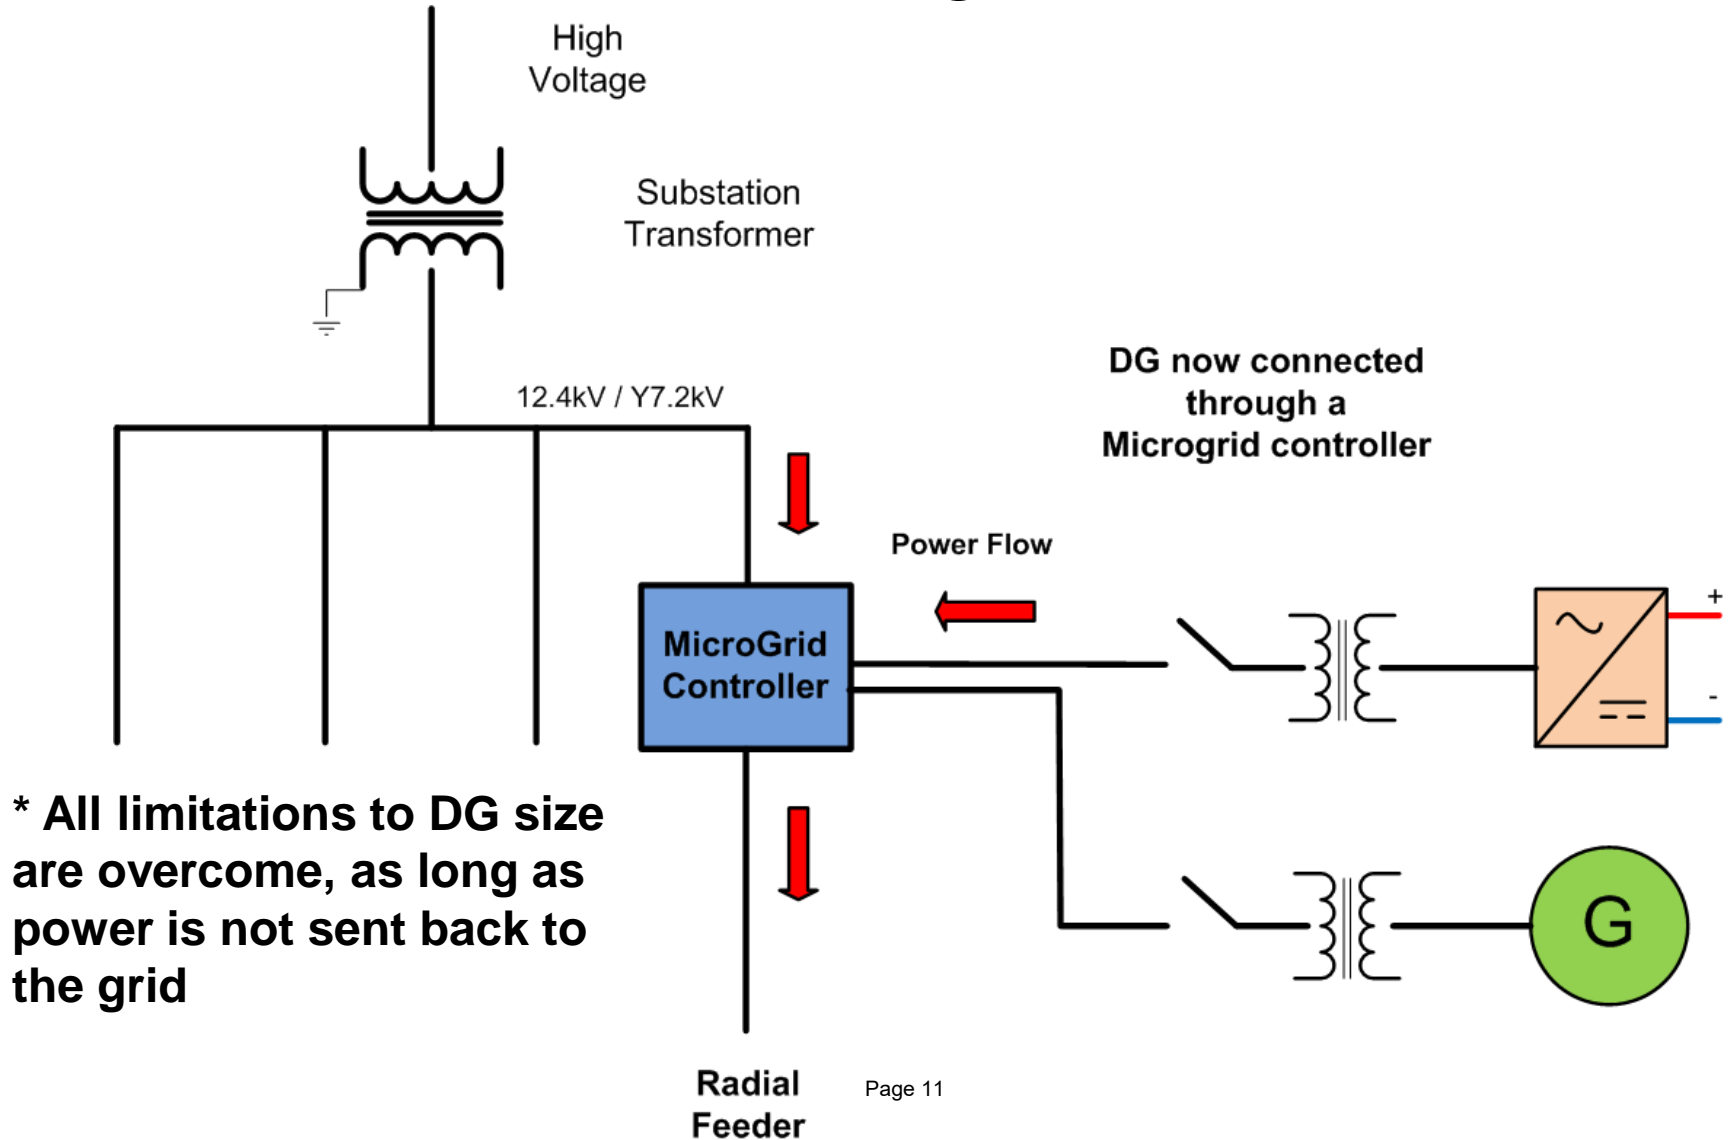 High
Voltage
Substation
Transformer
12.4kV / Y7.2kV
DG now connected
through a
Microgrid controller
Power Flow
MicroGrid
Controller
+
-
G
* All limitations to DG size
are overcome, as long as
power is not sent back to
the grid
Radial
Feeder
Page 11